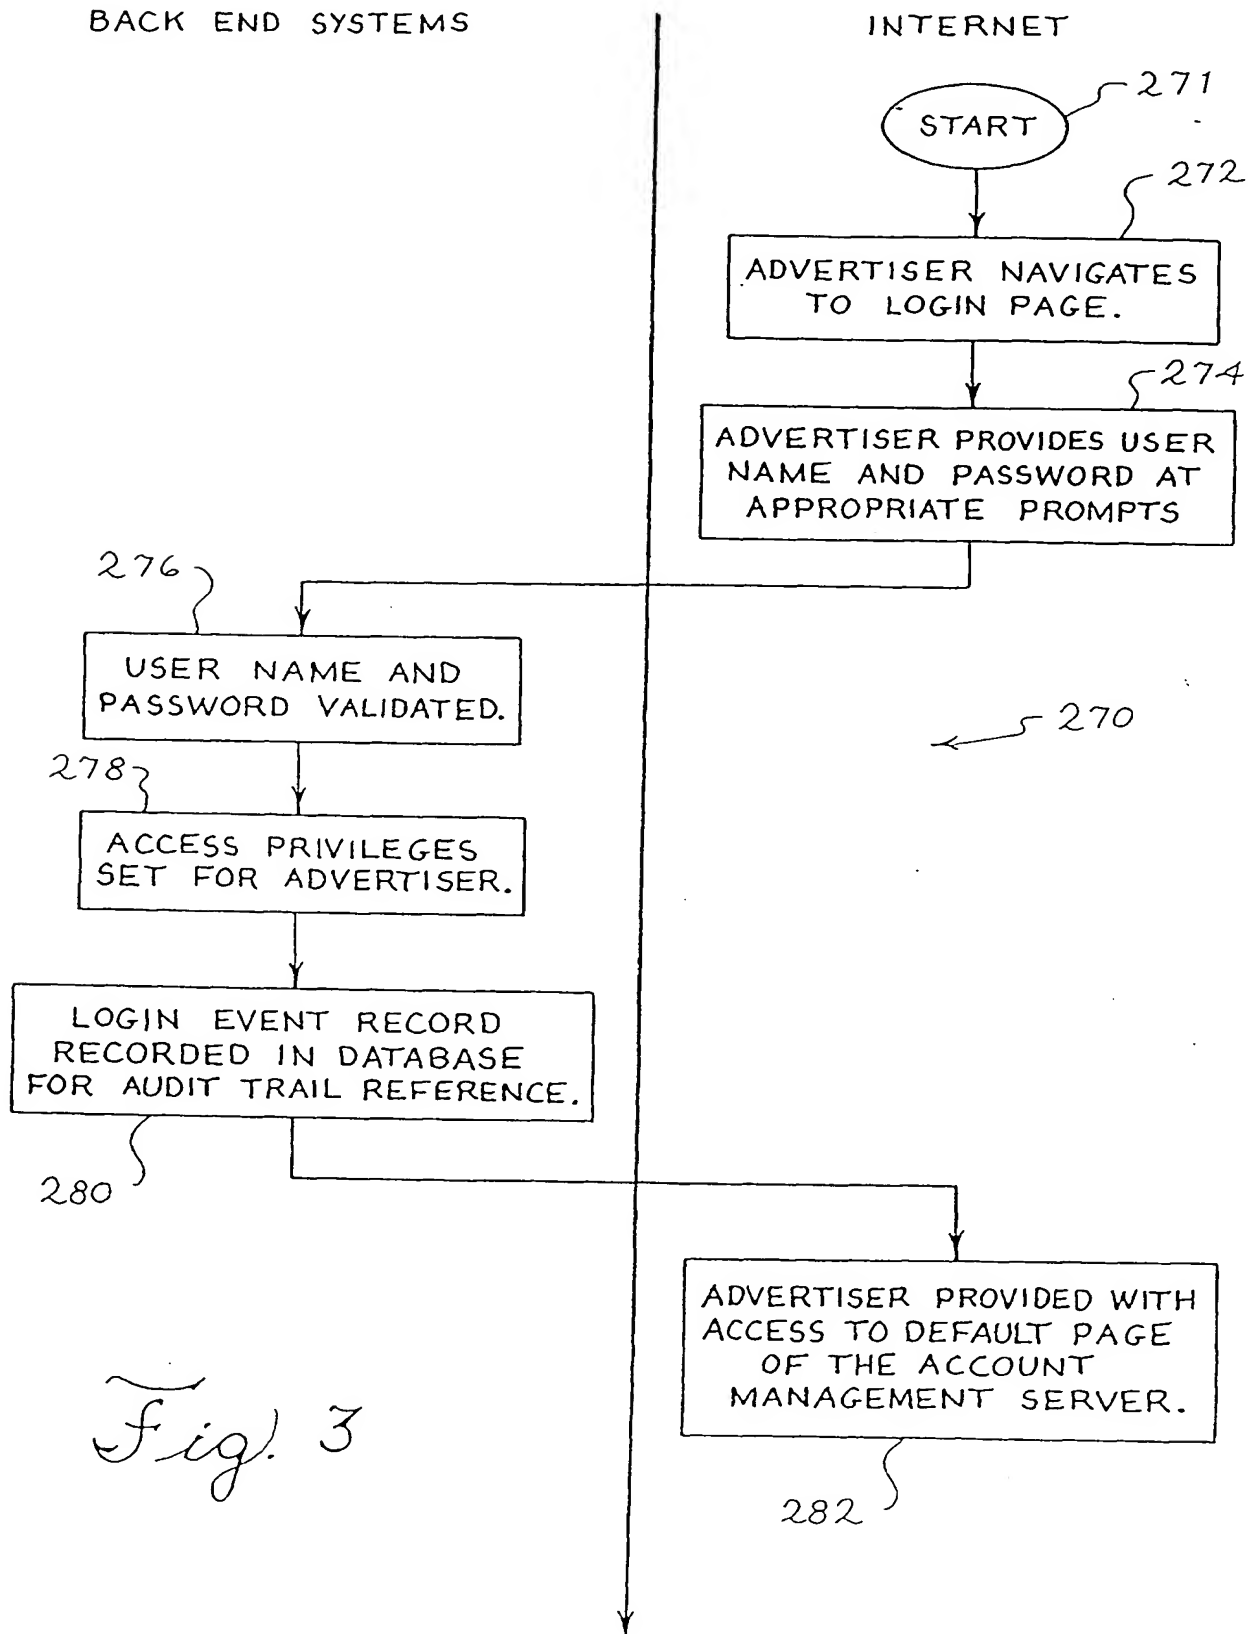 BACK END SYSTEMS
INTERNET
START
271
272
ADVERTISER NAVIGATES
TO LOGIN PAGE.
274
ADVERTISER PROVIDES USER
NAME AND PASSWORD AT
APPROPRIATE PROMPTS
276
USER NAME AND
PASSWORD VALIDATED.
270
278
ACCESS PRIVILEGES
SET FOR ADVERTISER.
LOGIN EVENT RECORD
RECORDED IN DATABASE
FOR AUDIT TRAIL REFERENCE.
280
ADVERTISER PROVIDED WITH
ACCESS TO DEFAULT PAGE
OF THE ACCOUNT
MANAGEMENT SERVER.
282
Fig. 3